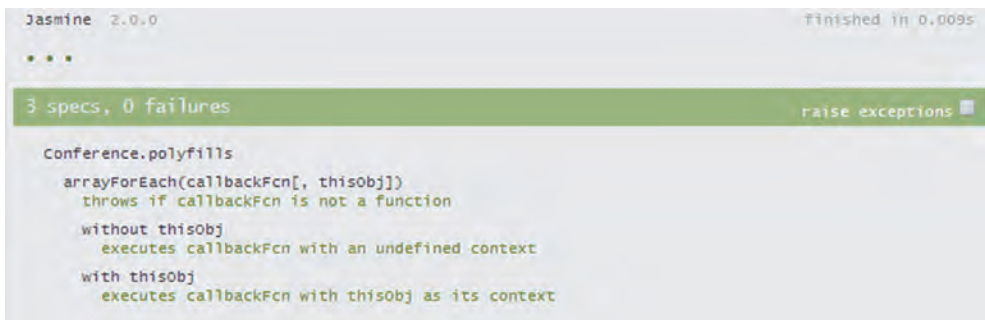 Jasmine 2.0.0
finished in 0.009s
3 specs, 0 failures
raise exceptions
Conference.polyfills
arrayForEach(callbackFcn[, thisObj])
throws if callbackFcn is not a function
without thisObj
executes callbackFcn with an undefined context
with thisObj
executes callbackFcn with thisObj as its context